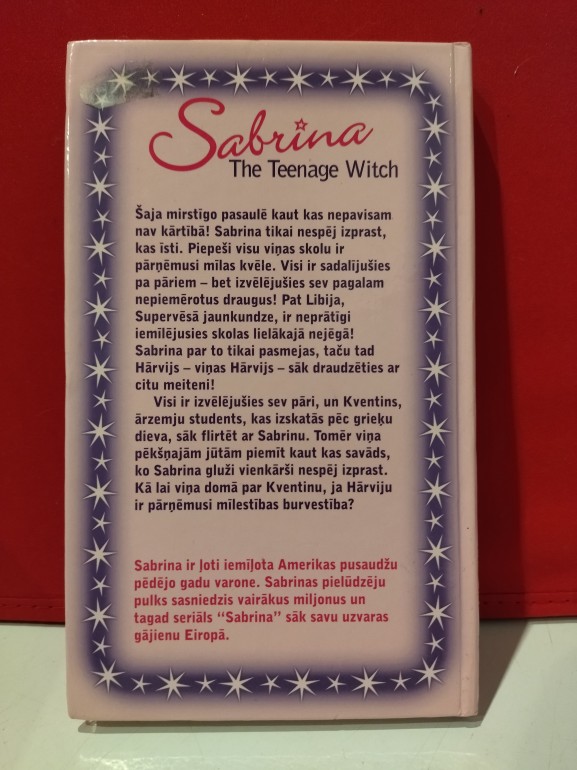 Sabrina
The Teenage Witch
Šaja mirstīgo pasaulē kaut kas nepavisam
nav kārtībā! Sabrina tikai nespēj izprast,
kas īsti. Piepeši visu viņas skolu ir
pārņēmusi mīlas kvēle. Visi ir sadalījušies
pa pāriem – bet izvēlējušies sev pagalam
nepiemērotus draugus! Pat Libija,
Supervēsā jaunkundze, ir neprātīgi
iemīlējusies skolas lielākajā nejēgā!
Sabrina par to tikai pasmejas, taču tad
Hārvijs – viņas Hārvijs – sāk draudzēties ar
citu meiteni!
Visi ir izvēlējušies sev pāri, un Kventins,
ārzemju students, kas izskatās pēc grieķu
dieva, sāk flirtēt ar Sabrinu. Tomēr viņa
pēkšņajām jūtām piemīt kaut kas savāds,
ko Sabrina gluži vienkārši nespēj izprast.
Kā lai viņa domā par Kventinu, ja Hārviju
ir pārņēmusi mīlestības burvestība?
Sabrina ir ļoti iemīļota Amerikas pusaudžu
pēdējo gadu varone. Sabrinas pielūdzēju
pulks sasniedzis vairākus miljonus un
tagad seriāls “Sabrina” sāk savu uzvaras
gājienu Eiropā.